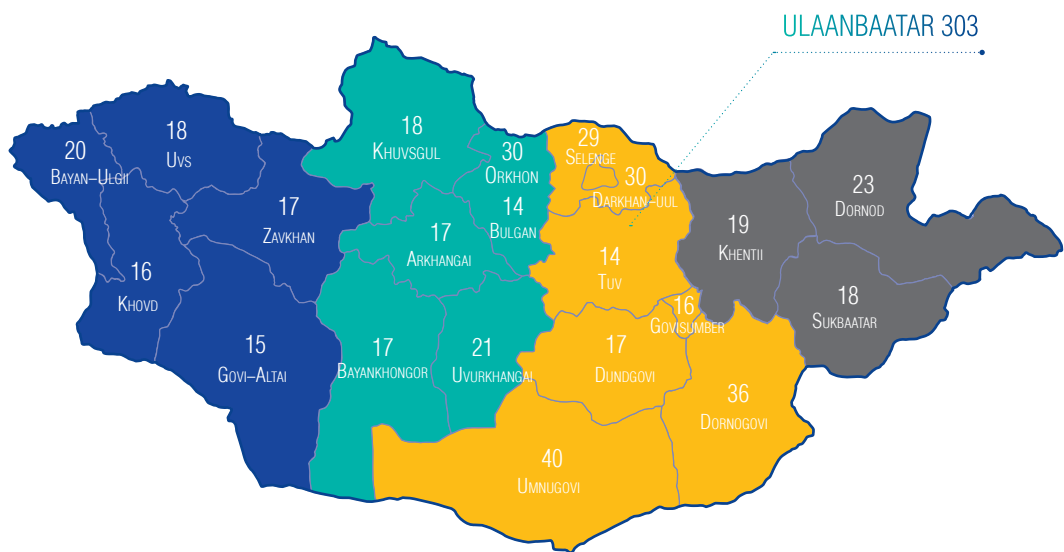 ULAANBAATAR 303
20
BAYAN–ULGII
18
UVS
17
ZAVKHAN
16
KHOVD
15
GOVI–ALTAI
18
KHUVSGUL
30
ORKHON
14
BULGAN
17
ARKHANGAI
17
BAYANKHONGOR
21
UVURKHANGAI
29
SELENGE
30
DARKHAN–UUL
14
TUV
16
GOVISUMBER
17
DUNDGOVI
36
DORNOGOVI
40
UMNUGOVI
19
KHENTII
23
DORNOD
18
SUKBAATAR